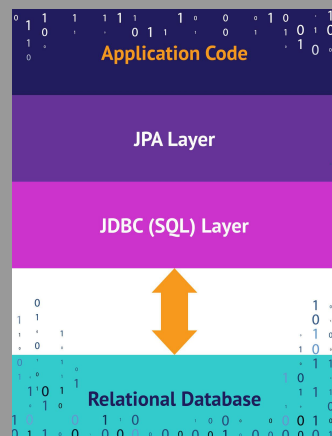 Application Code
JPA Layer
JDBC (SQL) Layer
Relational Database